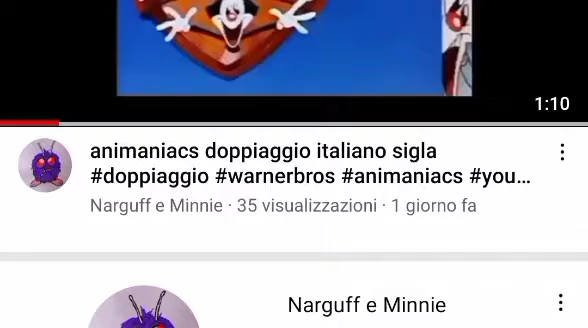 1:10
animaniacs doppiaggio italiano sigla
#doppiaggio #warnerbros #animaniacs #you...
Narguff e Minnie · 35 visualizzazioni · 1 giorno fa
Narguff e Minnie